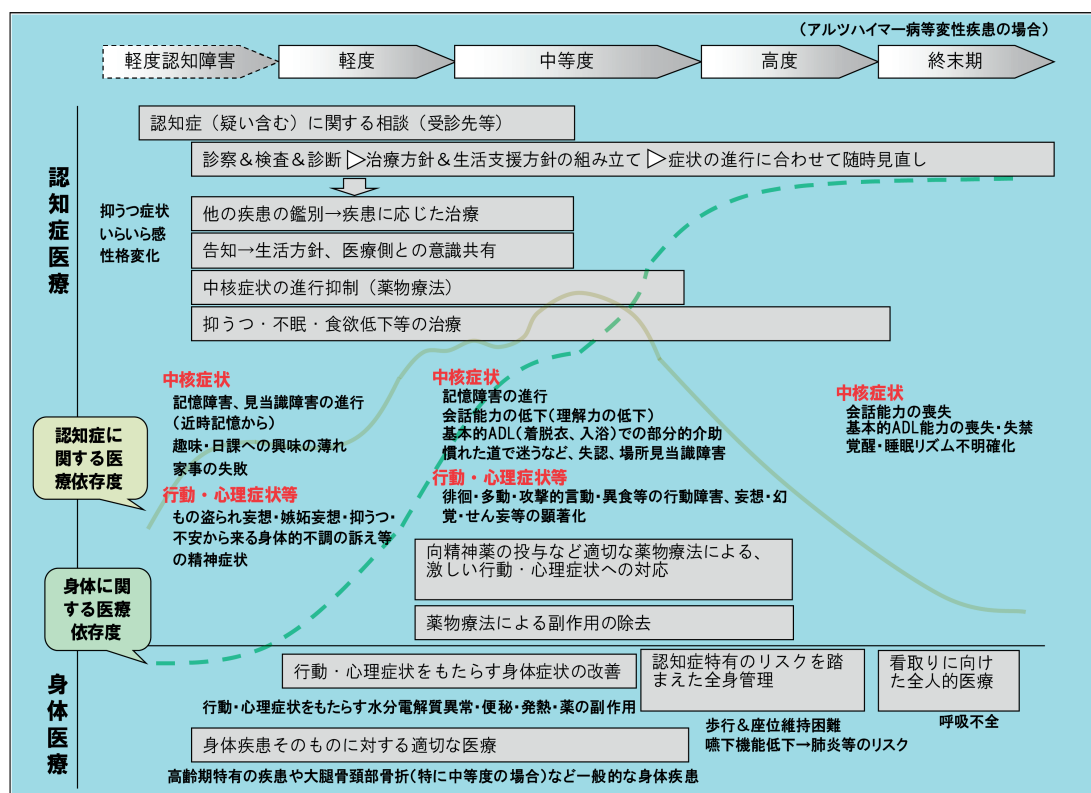 （アルツハイマー病等変性疾患の場合）
軽度認知障害
軽度
中等度
高度
終末期
認知症医療
認知症（疑い含む）に関する相談（受診先等）
診察＆検査＆診断▷治療方針＆生活支援方針の組み立て▷症状の進行に合わせて随時見直し
抑うつ症状
いらいら感
性格変化
他の疾患の鑑別→疾患に応じた治療
告知→生活方針、医療側との意識共有
中核症状の進行抑制（薬物療法）
抑うつ・不眠・食欲低下等の治療
中核症状
記憶障害、見当識障害の進行
（近時記憶から）
趣味・日課への興味の薄れ
家事の失敗
行動・心理症状等
もの盗られ妄想・嫉妬妄想・抑うつ・
不安から来る身体的不調の訴え等
の精神症状
中核症状
記憶障害の進行
会話能力の低下（理解力の低下）
基本的ADL（着脱衣、入浴）での部分的介助
慣れた道で迷うなど、失認、場所見当識障害
行動・心理症状等
徘徊・多動・攻撃的言動・異食等の行動障害、妄想・幻
覚・せん妄等の顕著化
中核症状
会話能力の喪失
基本的ADL能力の喪失・失禁
覚醒・睡眠リズム不明確化
認知症に
関する医
療依存度
向精神薬の投与など適切な薬物療法による、
激しい行動・心理症状への対応
薬物療法による副作用の除去
身体に関
する医療
依存度
身体医療
行動・心理症状をもたらす身体症状の改善
行動・心理症状をもたらす水分電解質異常・便秘・発熱・薬の副作用
認知症特有のリスクを踏
まえた全身管理
歩行＆座位維持困難
嚥下機能低下→肺炎等のリスク
看取りに向け
た全人的医療
呼吸不全
身体疾患そのものに対する適切な医療
高齢期特有の疾患や大腿骨頸部骨折（特に中等度の場合）など一般的な身体疾患